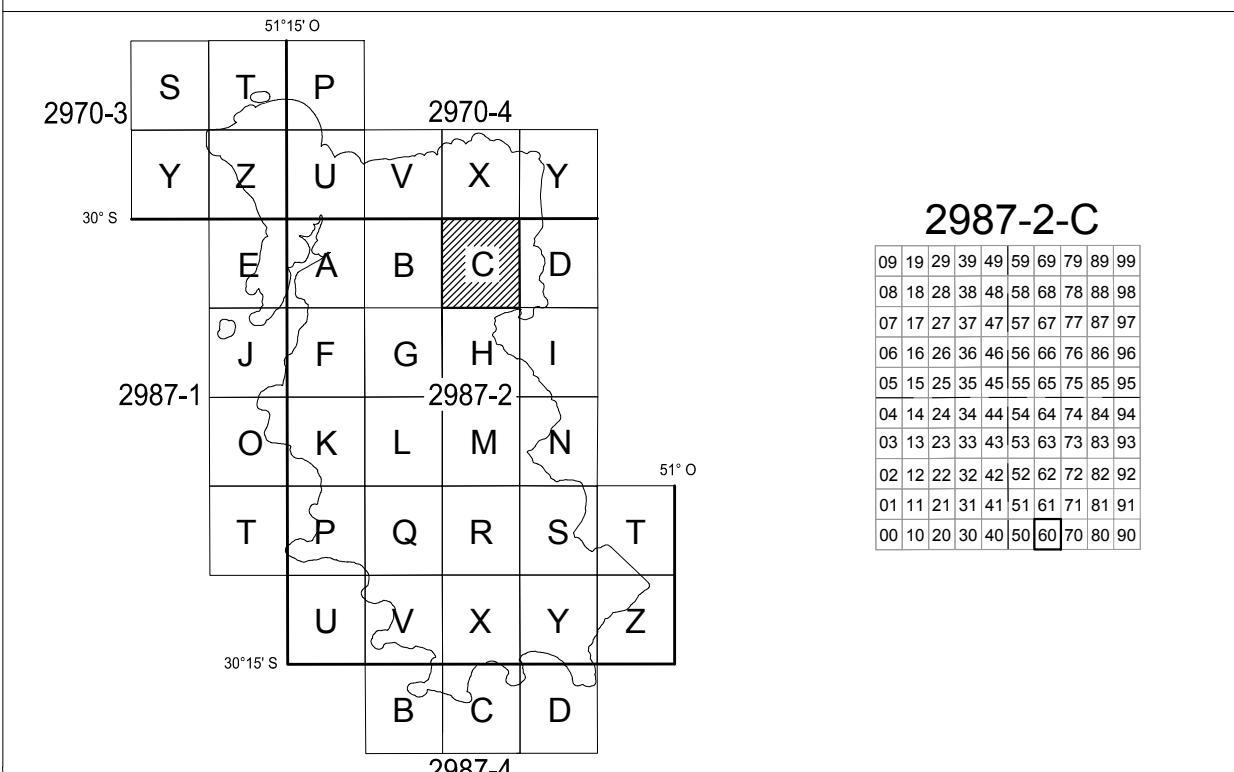 51°15' O
S T P
2970-3 2970-4
Y Z U V X Y
30° S
E A B C D
J F G H I
2987-1 2987-2
O K L M N
51° O
T P Q R S T
U V X Y Z
30°15' S
B C D
2987-4
2987-2-C
09 19 29 39 49 59 69 79 89 99
08 18 28 38 48 58 68 78 88 98
07 17 27 37 47 57 67 77 87 97
06 16 26 36 46 56 66 76 86 96
05 15 25 35 45 55 65 75 85 95
04 14 24 34 44 54 64 74 84 94
03 13 23 33 43 53 63 73 83 93
02 12 22 32 42 52 62 72 82 92
01 11 21 31 41 51 61 71 81 91
00 10 20 30 40 50 60 70 80 90